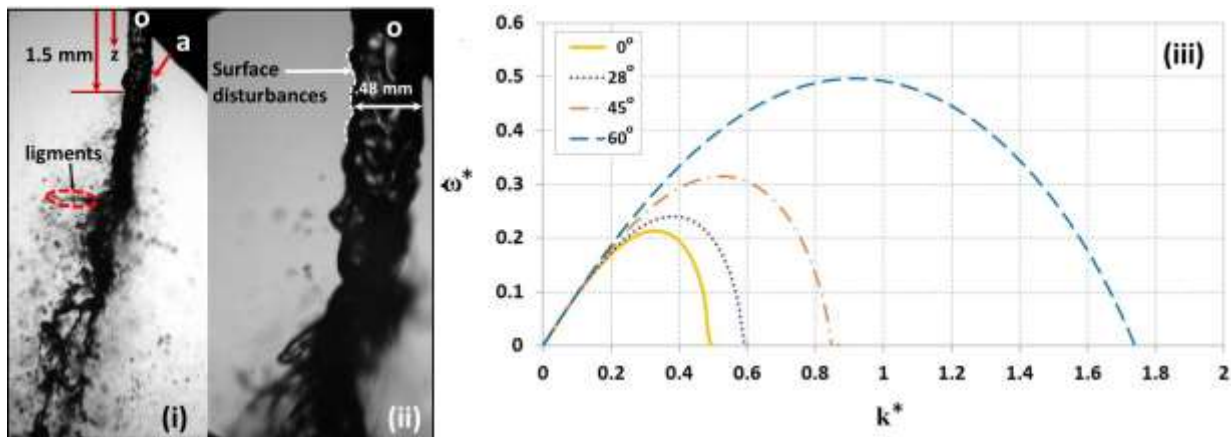 o
a
1.5 mm
z
ligments
(i)
o
Surface
disturbances
.48 mm
(ii)
(iii)
0°
28°
45°
60°
0.6
0.5
0.4
0.3
0.2
0.1
0
ω*
0 0.2 0.4 0.6 0.8 1 1.2 1.4 1.6 1.8 2
k*